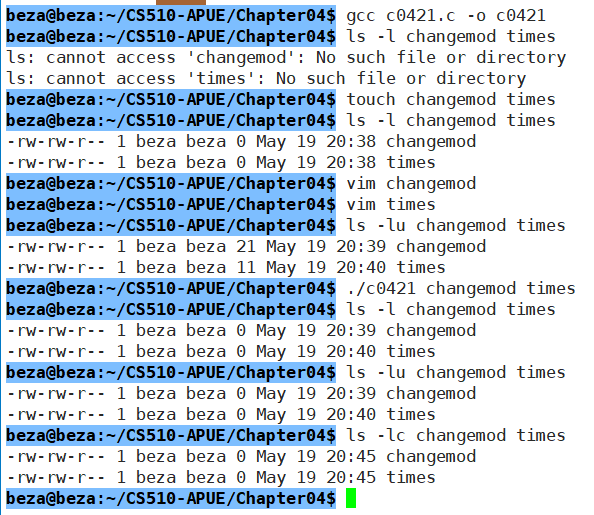 beza@beza:~/CS510-APUE/Chapter04$ gcc c0421.c -o c0421
beza@beza:~/CS510-APUE/Chapter04$ ls -l changemod times
ls: cannot access 'changemod': No such file or directory
ls: cannot access 'times': No such file or directory
beza@beza:~/CS510-APUE/Chapter04$ touch changemod times
beza@beza:~/CS510-APUE/Chapter04$ ls -l changemod times
-rw-rw-r-- 1 beza beza 0 May 19 20:38 changemod
-rw-rw-r-- 1 beza beza 0 May 19 20:38 times
beza@beza:~/CS510-APUE/Chapter04$ vim changemod
beza@beza:~/CS510-APUE/Chapter04$ vim times
beza@beza:~/CS510-APUE/Chapter04$ ls -lu changemod times
-rw-rw-r-- 1 beza beza 21 May 19 20:39 changemod
-rw-rw-r-- 1 beza beza 11 May 19 20:40 times
beza@beza:~/CS510-APUE/Chapter04$ ./c0421 changemod times
beza@beza:~/CS510-APUE/Chapter04$ ls -l changemod times
-rw-rw-r-- 1 beza beza 0 May 19 20:39 changemod
-rw-rw-r-- 1 beza beza 0 May 19 20:40 times
beza@beza:~/CS510-APUE/Chapter04$ ls -lu changemod times
-rw-rw-r-- 1 beza beza 0 May 19 20:39 changemod
-rw-rw-r-- 1 beza beza 0 May 19 20:40 times
beza@beza:~/CS510-APUE/Chapter04$ ls -lc changemod times
-rw-rw-r-- 1 beza beza 0 May 19 20:45 changemod
-rw-rw-r-- 1 beza beza 0 May 19 20:45 times
beza@beza:~/CS510-APUE/Chapter04$